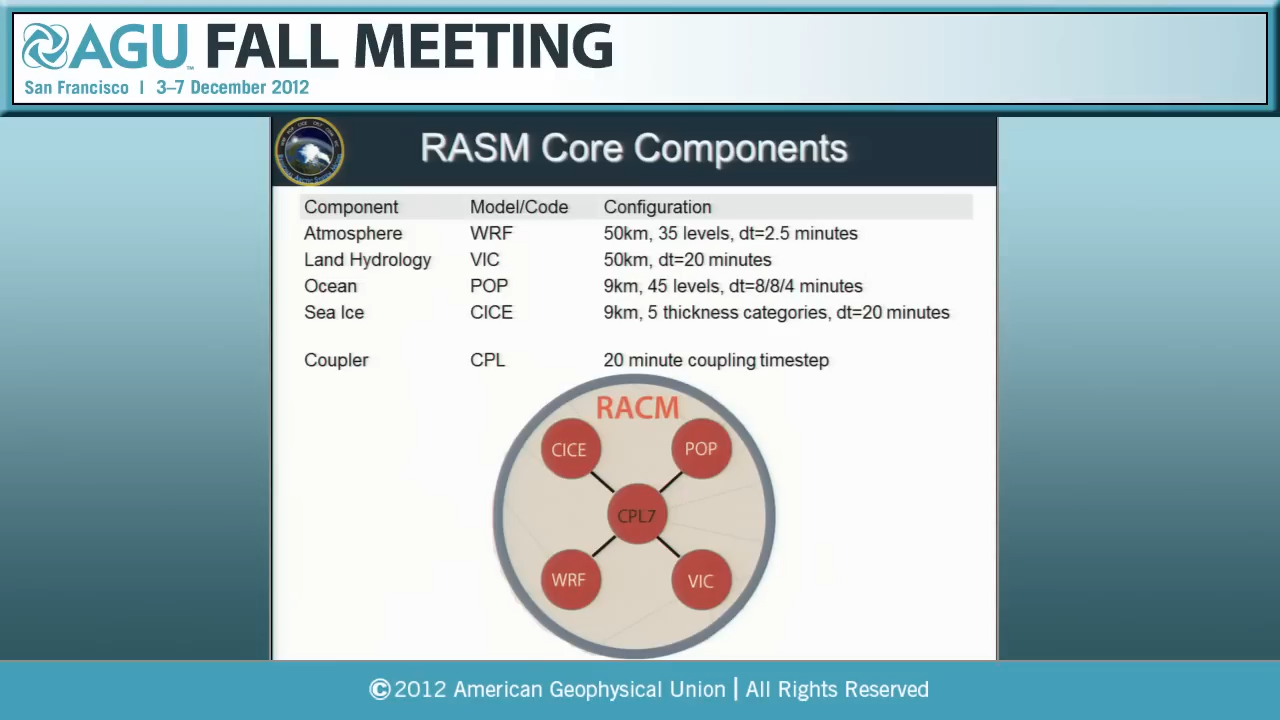 AGU FALL MEETING
San Francisco | 3–7 December 2012
RASM Core Components
Component Model/Code Configuration
Atmosphere WRF 50km, 35 levels, dt=2.5 minutes
Land Hydrology VIC 50km, dt=20 minutes
Ocean POP 9km, 45 levels, dt=8/8/4 minutes
Sea Ice CICE 9km, 5 thickness categories, dt=20 minutes
Coupler CPL 20 minute coupling timestep
RACM
CICE POP
CPL7
WRF VIC
©2012 American Geophysical Union | All Rights Reserved